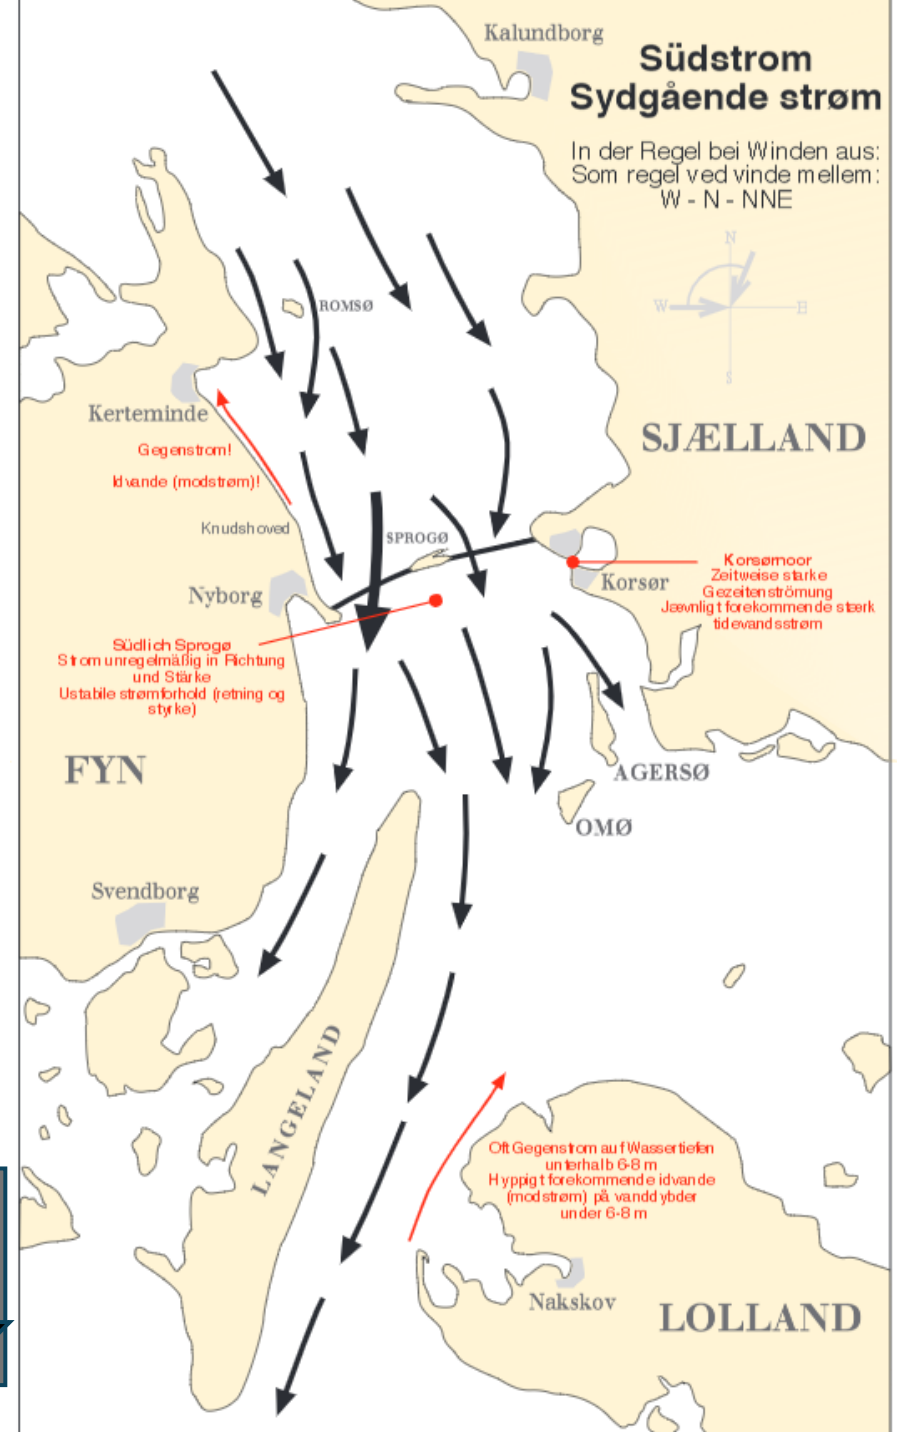 Kalundborg
Südstrom
Sydgående strøm
In der Regel bei Winden aus:
Som regel ved vinde mellem:
W - N - NNE
N
W
E
S
ROMSØ
Kerteminde
SJÆLLAND
Gegenstrom!
Idvande (modstrøm)!
Knudshoved
SPROGØ
Korsørnoor
Zeitweise starke
Gezeitenströmung
Jævnligt forekommende stærk
tidevandsstrøm
Korsør
Nyborg
Südlich Sprogø
Strom unregelmäßig in Richtung
und Stärke
Ustabile strømforhold (retning og
styrke)
FYN
AGERSØ
OMØ
Svendborg
LANGELAND
Oft Gegenstrom auf Wassertiefen
unterhalb 6-8 m
Hyppigt forekommende idvande
(modstrøm) på vanddybder
under 6-8 m
Nakskov
LOLLAND